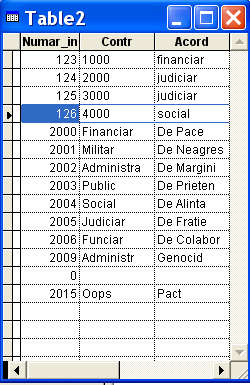 Table2
Numar_in Contr Acord
123 1000 financiar
124 2000 judiciar
125 3000 judiciar
126 4000 social
2000 Financiar De Pace
2001 Militar De Neagres
2002 Administra De Margini
2003 Public De Prieten
2004 Social De Alinta
2005 Judiciar De Fratie
2006 Funciar De Colabor
2009 Administr Genocid
0
2015 Oops Pact